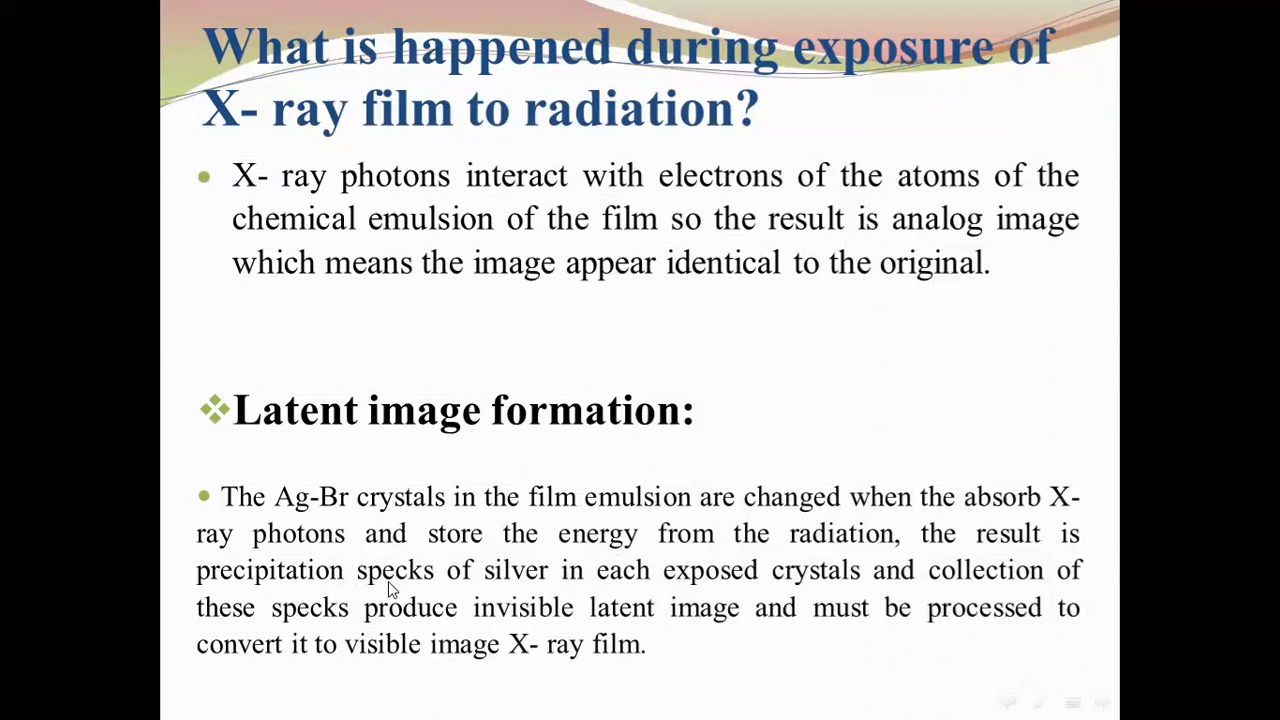 What is happened during exposure of
X- ray film to radiation?
X- ray photons interact with electrons of the atoms of the
chemical emulsion of the film so the result is analog image
which means the image appear identical to the original.
Latent image formation:
The Ag-Br crystals in the film emulsion are changed when the absorb X-
ray photons and store the energy from the radiation, the result is
precipitation specks of silver in each exposed crystals and collection of
these specks produce invisible latent image and must be processed to
convert it to visible image X- ray film.